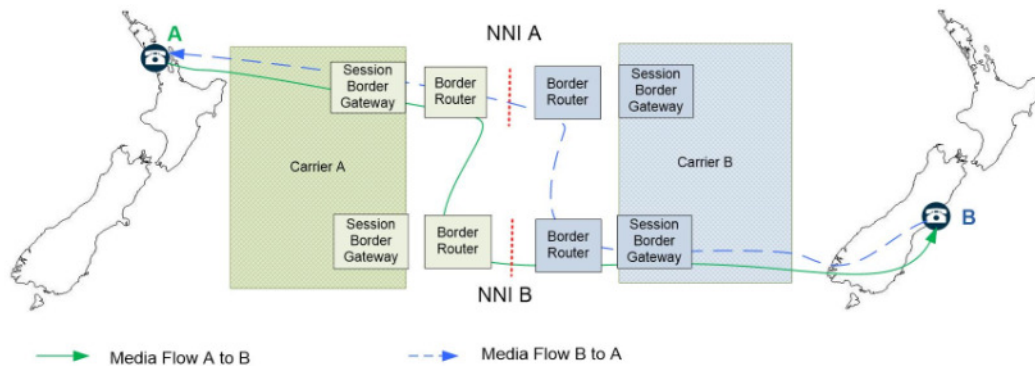 A
NNI A
Session
Border
Gateway
Border
Router
Border
Router
Session
Border
Gateway
Carrier A
Carrier B
Session
Border
Gateway
Border
Router
Border
Router
Session
Border
Gateway
B
NNI B
Media Flow A to B
Media Flow B to A